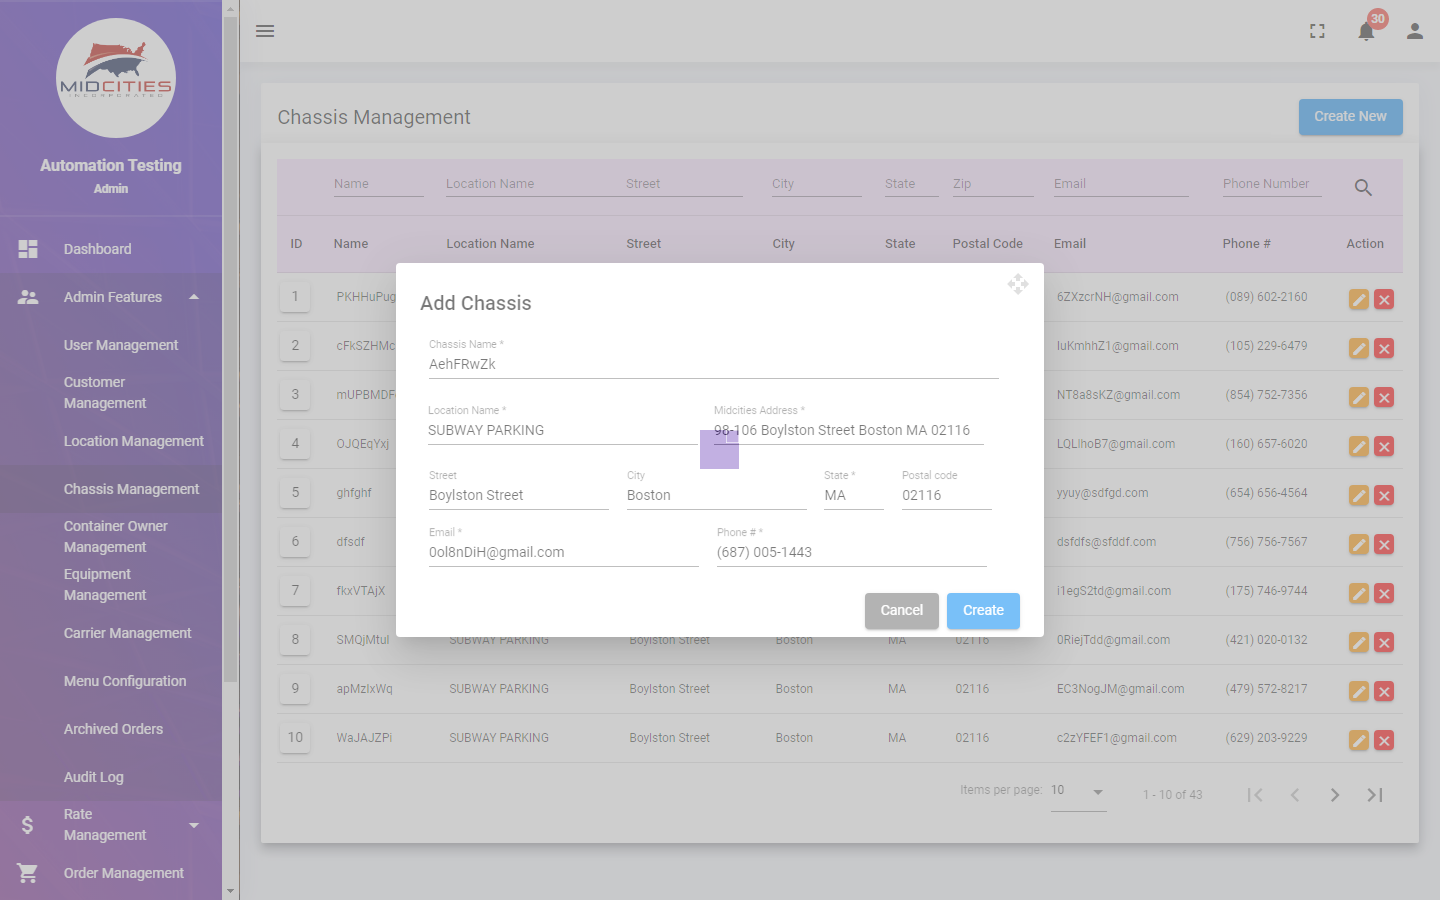 MIDCITIES
INCORPORATED
Automation Testing
Admin
Dashboard
Admin Features
User Management
Customer
Management
Location Management
Chassis Management
Container Owner
Management
Equipment
Management
Carrier Management
Menu Configuration
Archived Orders
Audit Log
Rate
Management
Order Management
30
Chassis Management
Create New
Name Location Name Street City State Zip Email Phone Number
ID Name Location Name Street City State Postal Code Email Phone # Action
1 PKHHuPug 6ZXzcrNH@gmail.com (089) 602-2160
2 cFkSZHMc luKmhhZ1@gmail.com (105) 229-6479
3 mUPBMDF NT8a8sKZ@gmail.com (854) 752-7356
4 OJQEqYxj LQLIhoB7@gmail.com (160) 657-6020
5 ghfghf yyuy@sdfgd.com (654) 656-4564
6 dfsdf dsfdfs@sfddf.com (756) 756-7567
7 fkxVTAjX i1egS2td@gmail.com (175) 746-9744
8 SMQjMtul SUBWAY PARKING Boylston Street Boston MA 02116 0RiejTdd@gmail.com (421) 020-0132
9 apMzIxWq SUBWAY PARKING Boylston Street Boston MA 02116 EC3NogJM@gmail.com (479) 572-8217
10 WaJAJZPi SUBWAY PARKING Boylston Street Boston MA 02116 c2zYFEF1@gmail.com (629) 203-9229
Items per page: 10 1 - 10 of 43
Add Chassis
Chassis Name *
AehFRwZk
Location Name * Midcities Address *
SUBWAY PARKING 98-106 Boylston Street Boston MA 02116
Street City State * Postal code
Boylston Street Boston MA 02116
Email * Phone # *
0ol8nDiH@gmail.com (687) 005-1443
Cancel Create